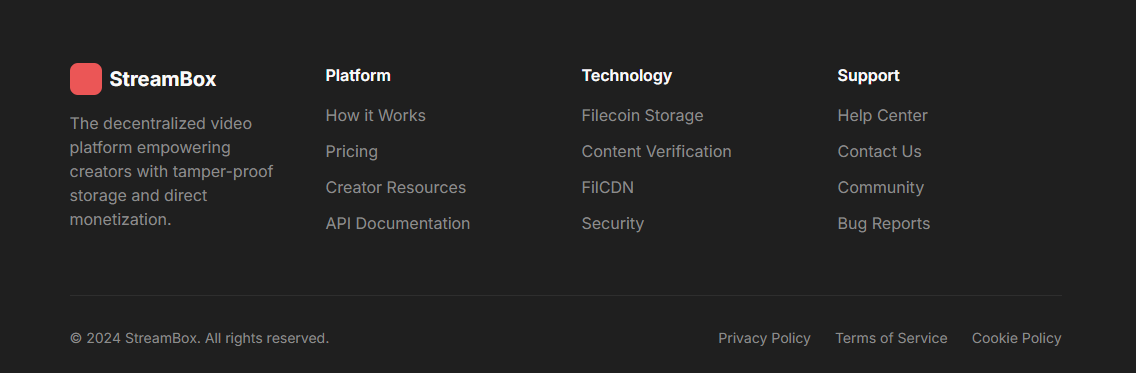 StreamBox
The decentralized video
platform empowering
creators with tamper-proof
storage and direct
monetization.
Platform
How it Works
Pricing
Creator Resources
API Documentation
Technology
Filecoin Storage
Content Verification
FilCDN
Security
Support
Help Center
Contact Us
Community
Bug Reports
© 2024 StreamBox. All rights reserved.
Privacy Policy
Terms of Service
Cookie Policy